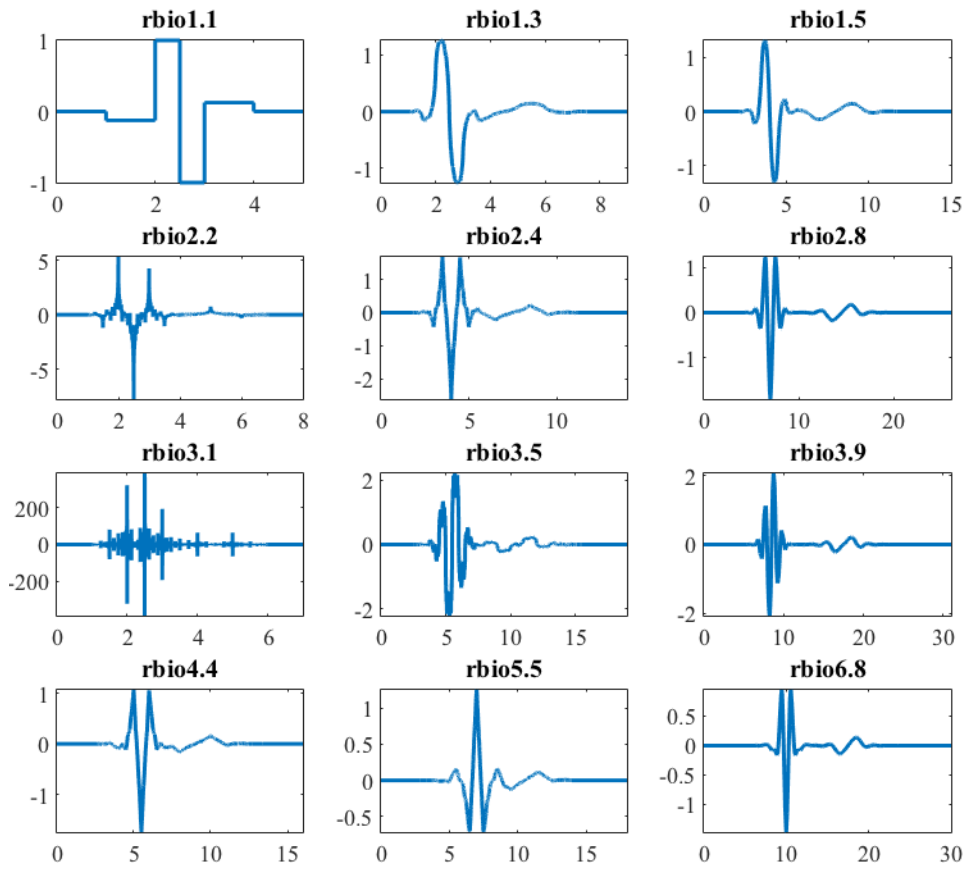 rbio1.1 rbio1.3 rbio1.5
1 1 1
0 0 0
-1 -1 -1
0 2 4 0 2 4 6 8 0 5 10 15
rbio2.2 rbio2.4 rbio2.8
5 1 1
0 0 0
-5 -1 -1
-2
0 2 4 6 8 0 5 10 0 10 20
rbio3.1 rbio3.5 rbio3.9
200 2 2
0 0 0
-200 -2 -2
0 2 4 6 0 5 10 15 0 10 20 30
rbio4.4 rbio5.5 rbio6.8
1 1 0.5
0 0.5 0
-1 0 -0.5
-0.5 -1
0 5 10 15 0 5 10 15 0 10 20 30